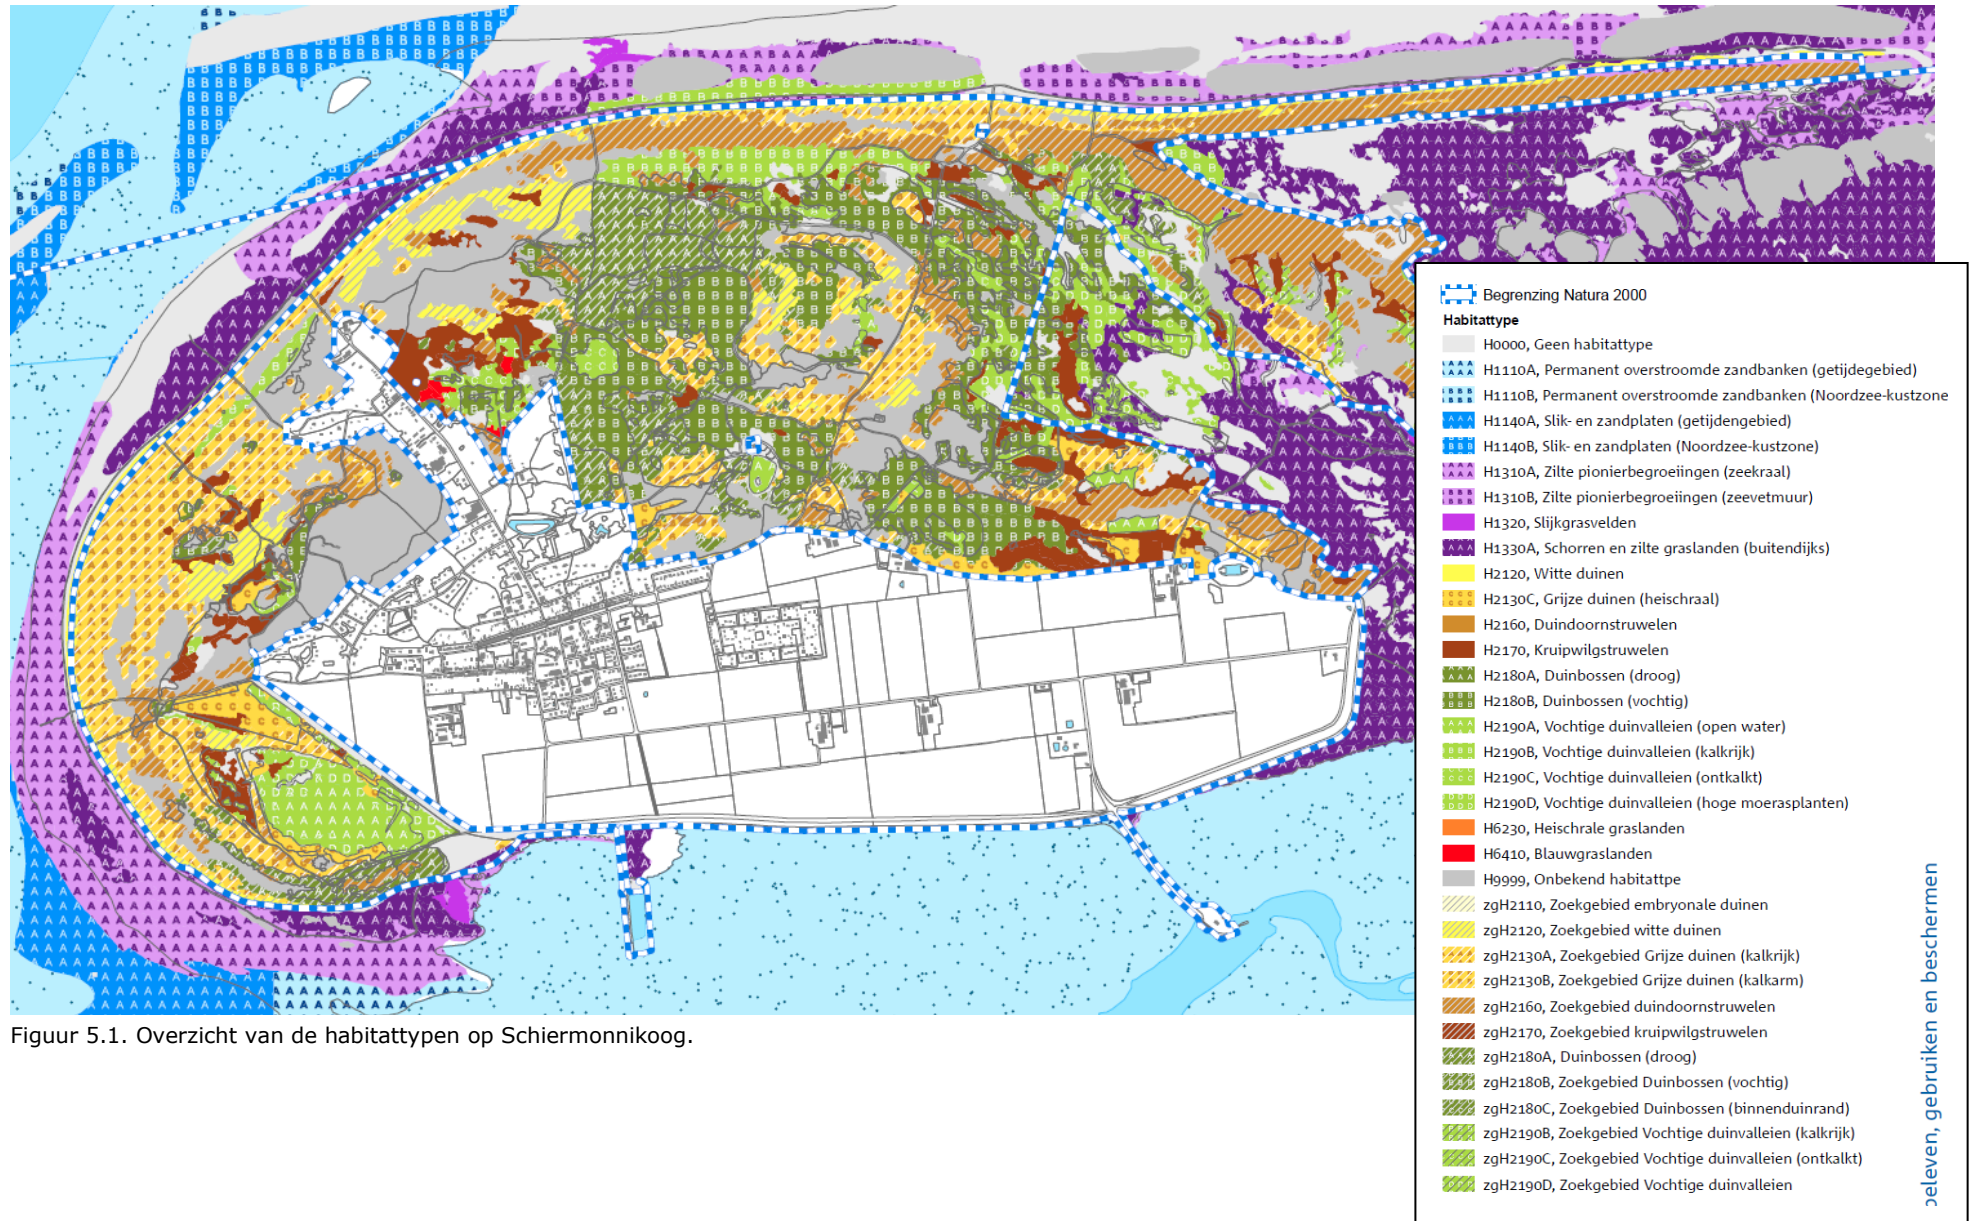 Begrenzing Natura 2000
Habitattype
H0000, Geen habitattype
H1110A, Permanent overstroomde zandbanken (getijdegebied)
H1110B, Permanent overstroomde zandbanken (Noordzee-kustzone
H1140A, Slik- en zandplaten (getijdengebied)
H1140B, Slik- en zandplaten (Noordzee-kustzone)
H1310A, Zilte pionierbegroeiingen (zeekraal)
H1310B, Zilte pionierbegroeiingen (zeevetmuur)
H1320, Slijkgrasvelden
H1330A, Schorren en zilte graslanden (buitendijks)
H2120, Witte duinen
H2130C, Grijze duinen (heischraal)
H2160, Duindoornstruwelen
H2170, Kruipwilgstruwelen
H2180A, Duinbossen (droog)
H2180B, Duinbossen (vochtig)
H2190A, Vochtige duinvalleien (open water)
H2190B, Vochtige duinvalleien (kalkrijk)
H2190C, Vochtige duinvalleien (ontkalkt)
H2190D, Vochtige duinvalleien (hoge moerasplanten)
H6230, Heischrale graslanden
H6410, Blauwgraslanden
H9999, Onbekend habitattpe
zgH2110, Zoekgebied embryonale duinen
zgH2120, Zoekgebied witte duinen
zgH2130A, Zoekgebied Grijze duinen (kalkrijk)
zgH2130B, Zoekgebied Grijze duinen (kalkarm)
zgH2160, Zoekgebied duindoornstruwelen
zgH2170, Zoekgebied kruipwilgstruwelen
zgH2180A, Duinbossen (droog)
zgH2180B, Zoekgebied Duinbossen (vochtig)
zgH2180C, Zoekgebied Duinbossen (binnenduinrand)
zgH2190B, Zoekgebied Vochtige duinvalleien (kalkrijk)
zgH2190C, Zoekgebied Vochtige duinvalleien (ontkalkt)
zgH2190D, Zoekgebied Vochtige duinvalleien
beleven, gebruiken en beschermen
Figuur 5.1. Overzicht van de habitattypen op Schiermonnikoog.